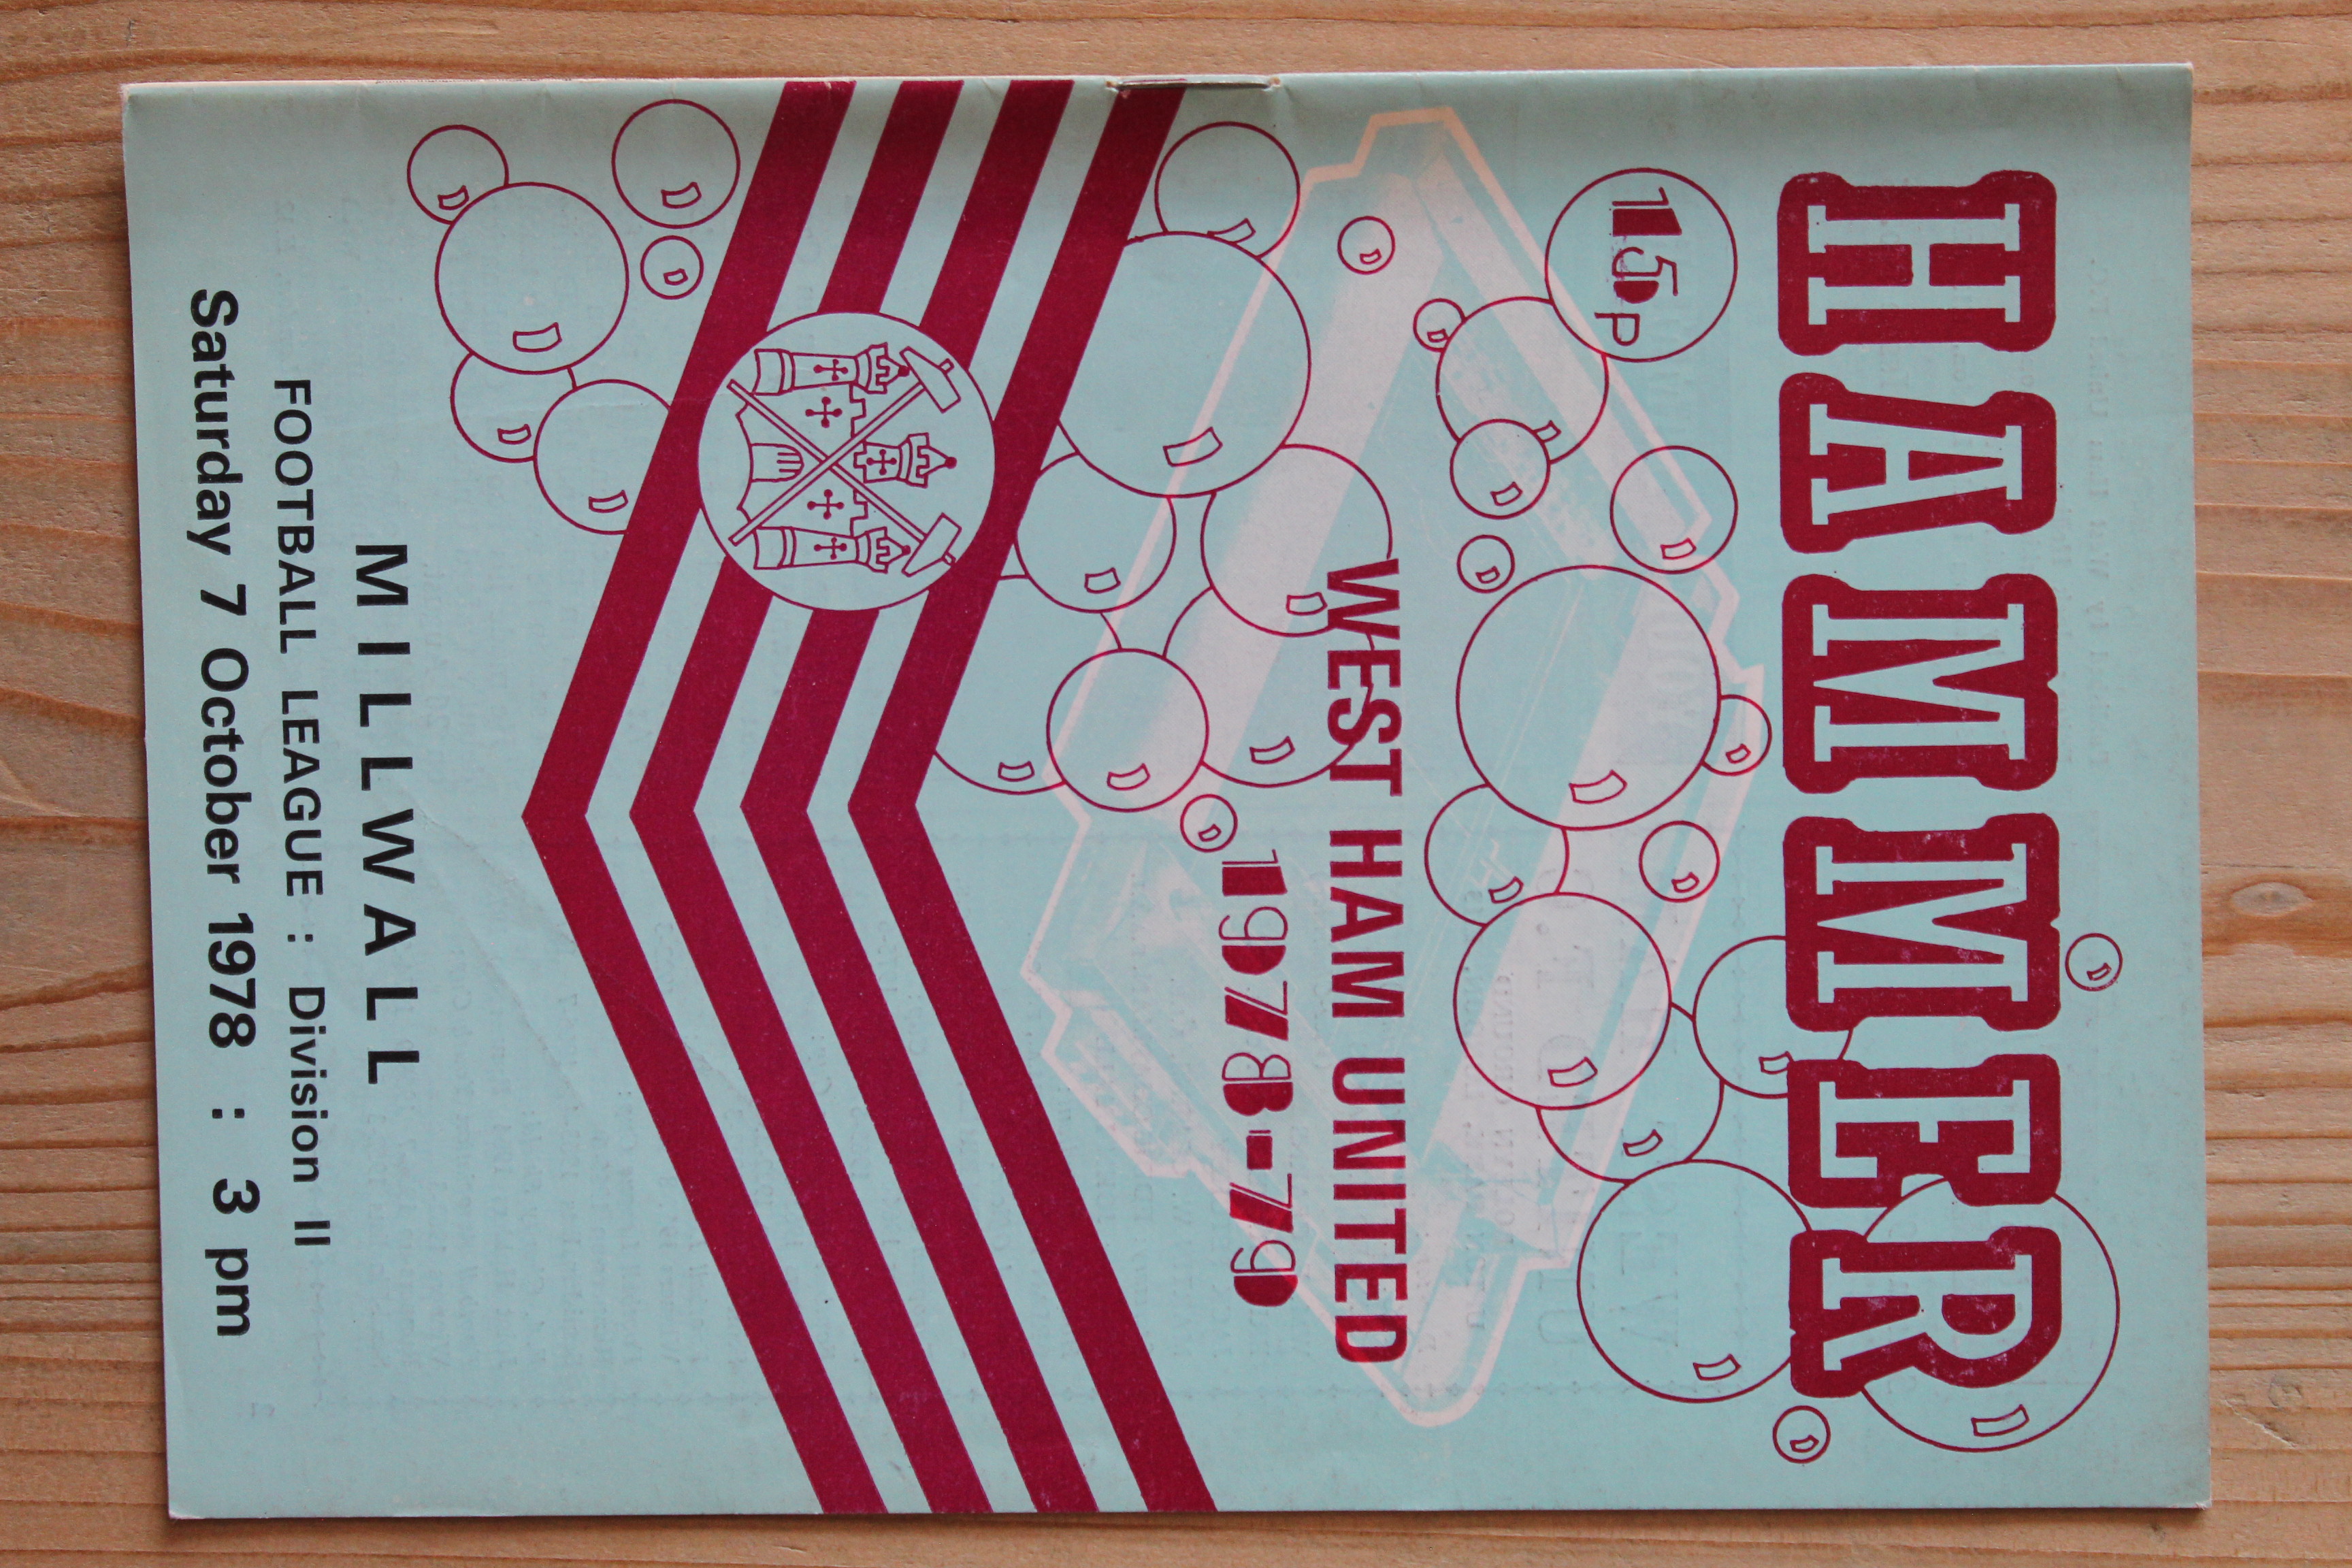 HAMMER
15p
WEST HAM UNITED
1978-79
MILLWALL
FOOTBALL LEAGUE : Division II
Saturday 7 October 1978 : 3 pm